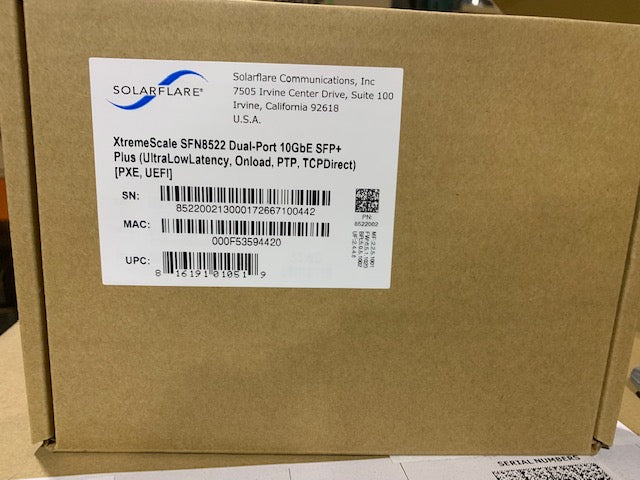 SOLARFLARE®
Solarflare Communications, Inc
7505 Irvine Center Drive, Suite 100
Irvine, California 92618
U.S.A.
XtremeScale SFN8522 Dual-Port 10GbE SFP+
Plus (UltraLowLatency, Onload, PTP, TCPDirect)
[PXE, UEFI]
SN:
852200213000172667100442
MAC:
000F53594420
UPC:
8 16191 01051 9
PN:
8522002
SERIAL NUMBERS